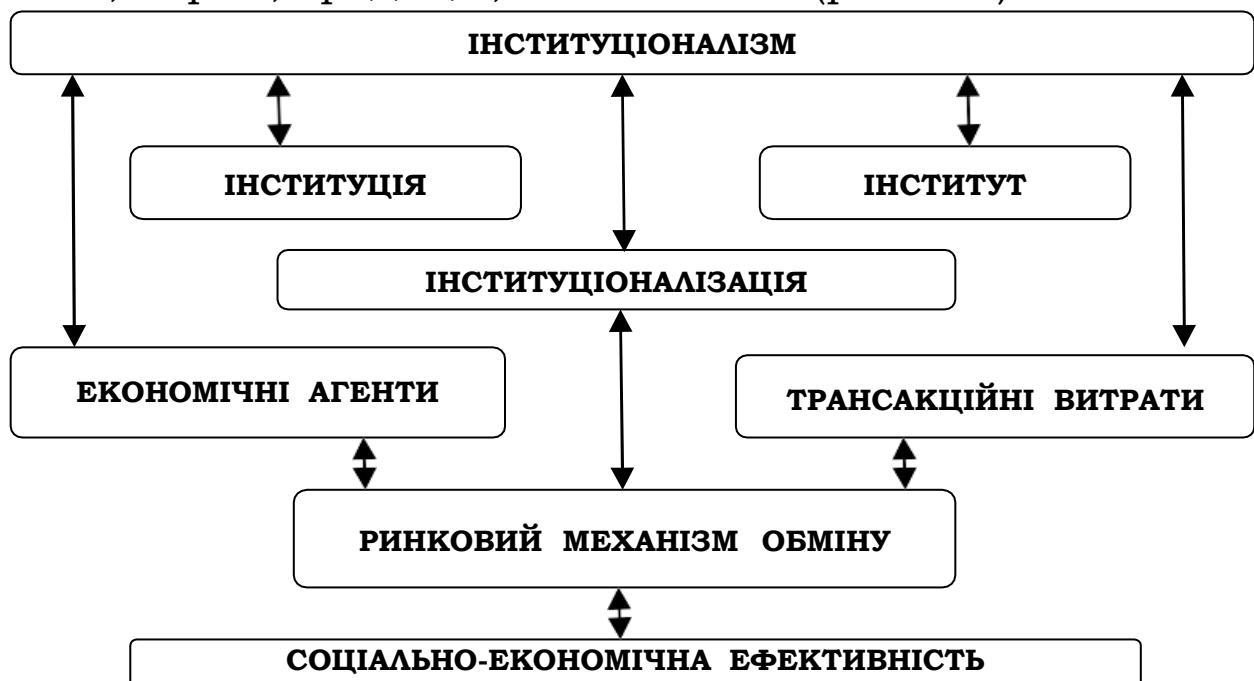 ІНСТИТУЦІОНАЛІЗМ
ІНСТИТУЦІЯ
ІНСТИТУТ
ІНСТИТУЦІОНАЛІЗАЦІЯ
ЕКОНОМІЧНІ АГЕНТИ
ТРАНСАКЦІЙНІ ВИТРАТИ
РИНКОВИЙ МЕХАНІЗМ ОБМІНУ
СОЦІАЛЬНО-ЕКОНОМІЧНА ЕФЕКТИВНІСТЬ